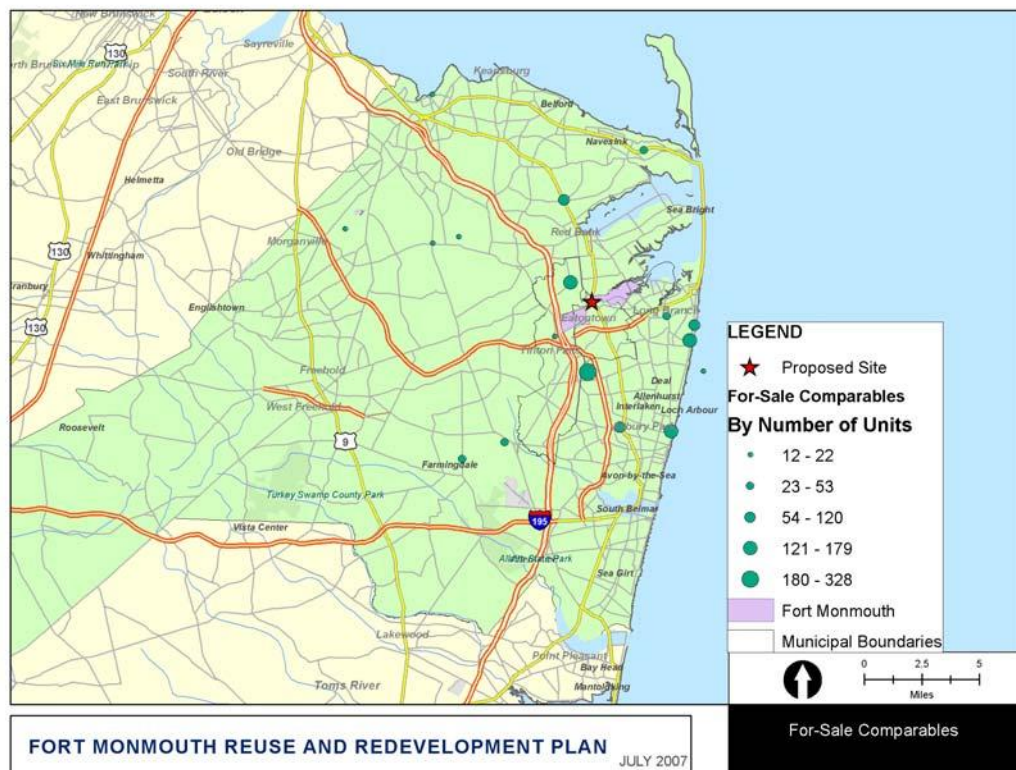 New Brunswick
Sayreville
130
Six Mile Run Park
South River
East Brunswick
Keansburg
Belford
Navesink
Old Bridge
Helmetta
Sea Bright
Red Bank
Morganville
130
Whittingham
Cranbury
Englishtown
Eatontown
Long Branch
130
Tinton Falls
Freehold
Deal
Allenhurst
Interlaken
Loch Arbour
West Freehold
Roosevelt
9
Asbury Park
Farmingdale
Avon-by-the-Sea
Turkey Swamp County Park
South Belmar
195
Vista Center
Allaire State Park
Sea Girt
Lakewood
Point Pleasant
Bay Head
Mantoloking
Toms River
LEGEND
Proposed Site
For-Sale Comparables
By Number of Units
12 - 22
23 - 53
54 - 120
121 - 179
180 - 328
Fort Monmouth
Municipal Boundaries
0 2.5 5
Miles
FORT MONMOUTH REUSE AND REDEVELOPMENT PLAN
JULY 2007
For-Sale Comparables